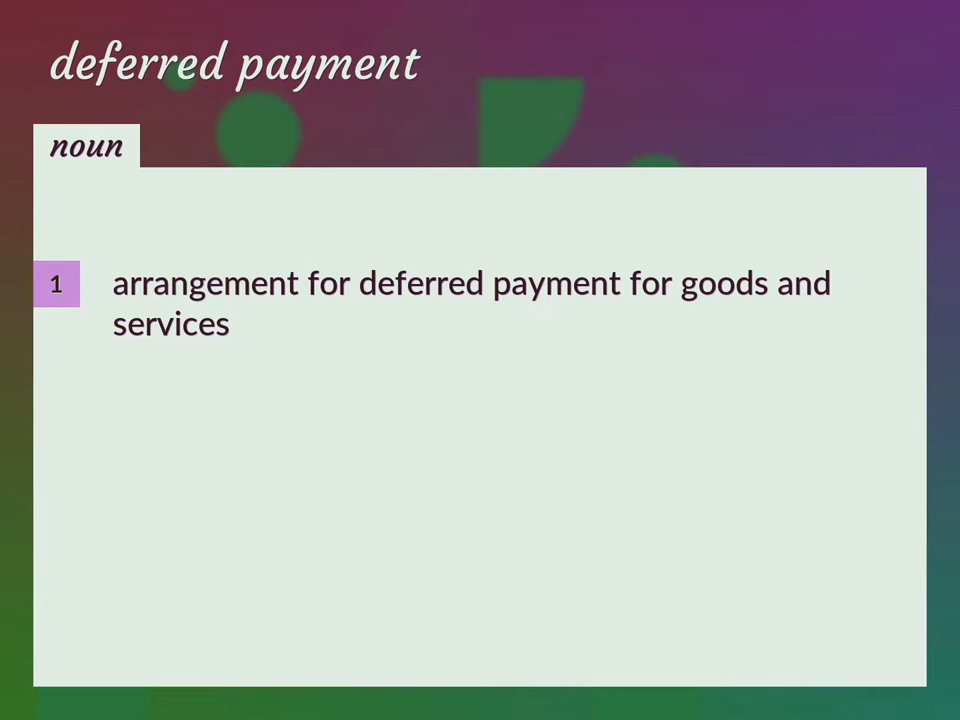 deferred payment
noun
1 arrangement for deferred payment for goods and
services